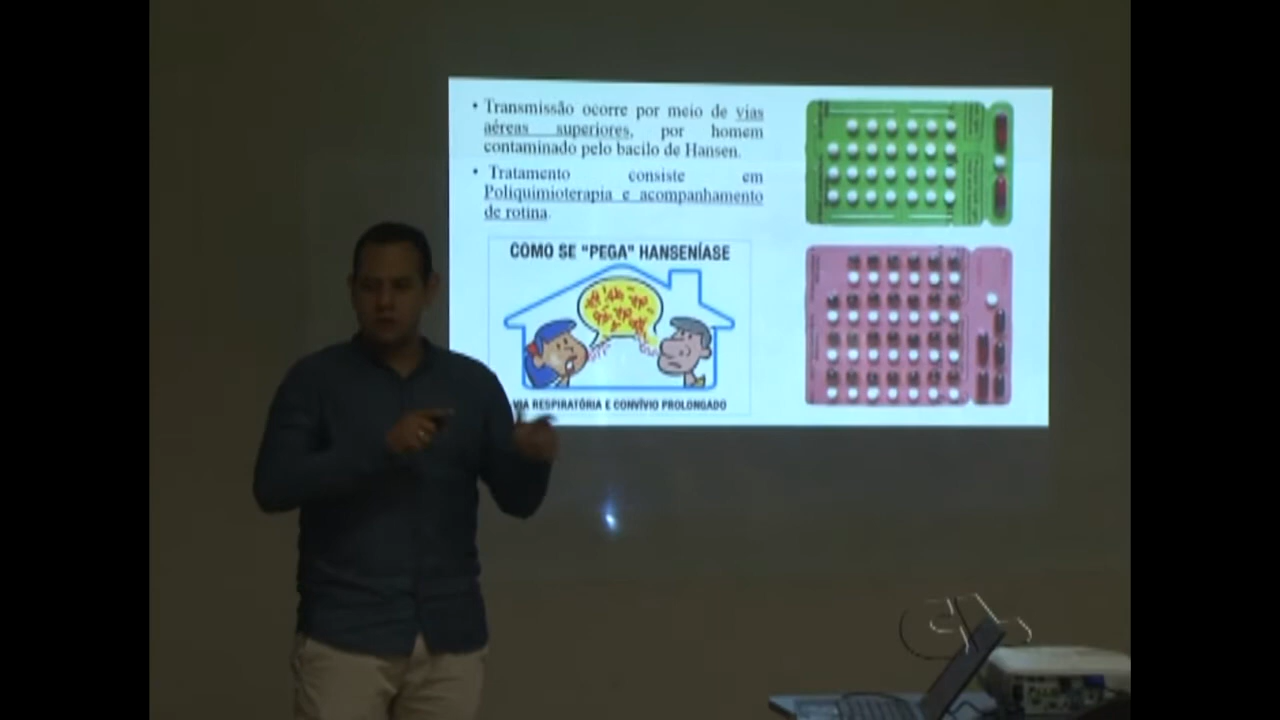 • Transmissão ocorre por meio de vias
aéreas superiores, por homem
contaminado pelo bacilo de Hansen.
• Tratamento consiste em
Poliquimioterapia e acompanhamento
de rotina.
COMO SE "PEGA" HANSENÍASE
VIA RESPIRATÓRIA E CONVÍVIO PROLONGADO